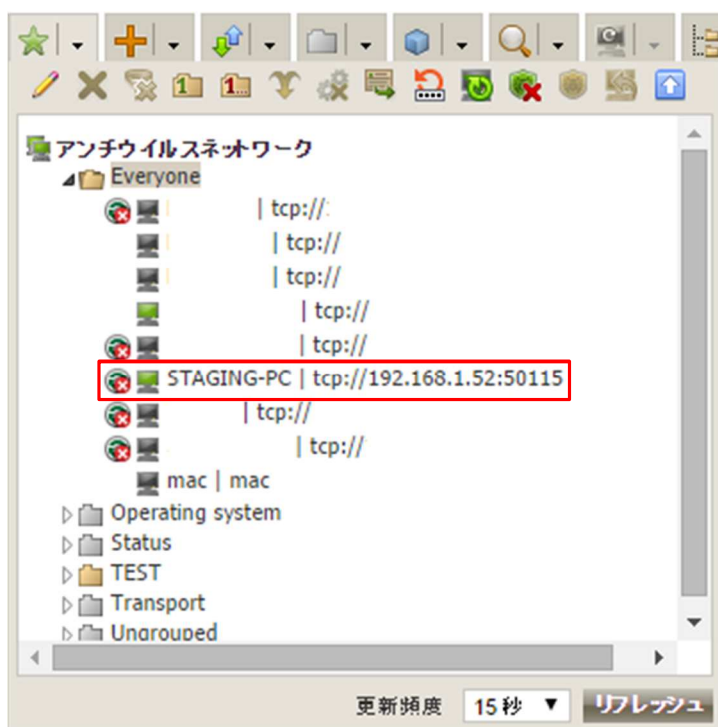 アンチウイルスネットワーク
Everyone
| tcp://
| tcp://
| tcp://
| tcp://
| tcp://
STAGING-PC | tcp://192.168.1.52:50115
| tcp://
| tcp://
mac | mac
Operating system
Status
TEST
Transport
Ungrouped
更新頻度 15 秒 リフレッシュ